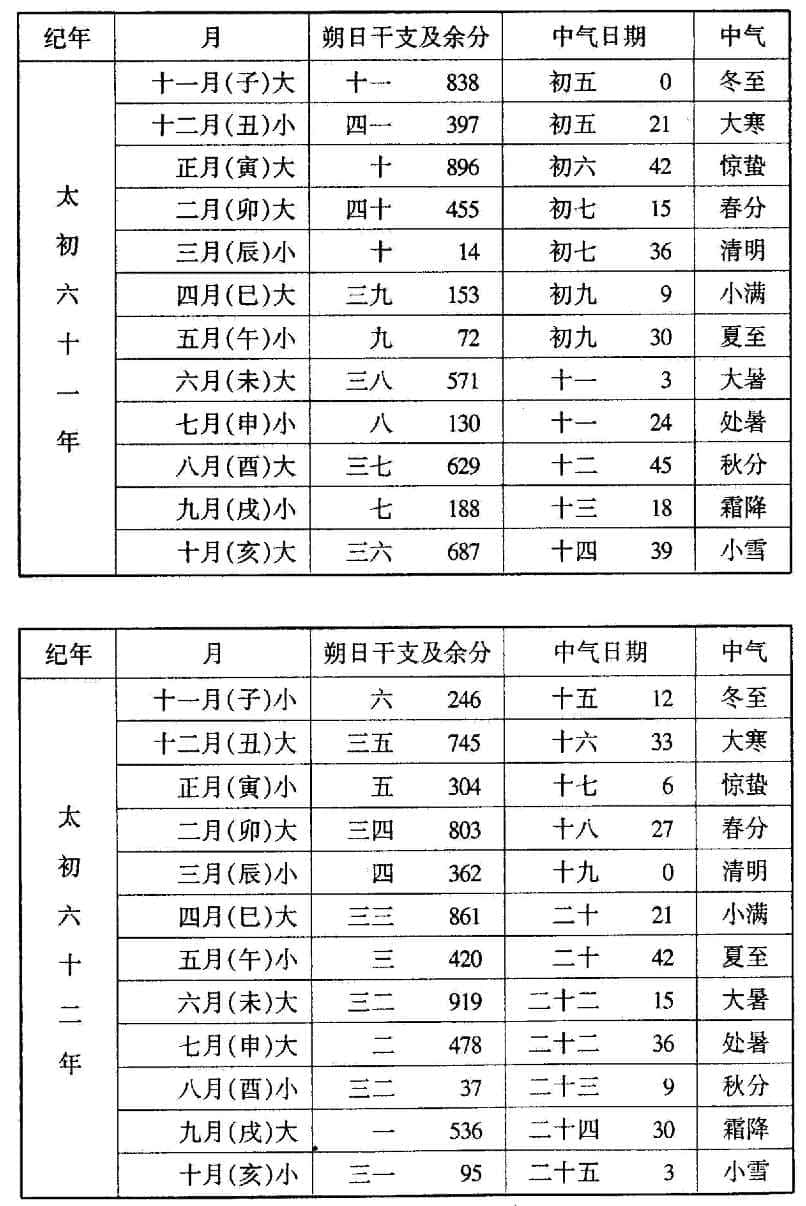 纪年 月 朔日干支及余分 中气日期 中气
太初六十一年
十一月(子)大 十一 838 初五 0 冬至
十二月(丑)小 四一 397 初五 21 大寒
正月(寅)大 十 896 初六 42 惊蛰
二月(卯)大 四十 455 初七 15 春分
三月(辰)小 十 14 初七 36 清明
四月(巳)大 三九 153 初九 9 小满
五月(午)小 九 72 初九 30 夏至
六月(未)大 三八 571 十一 3 大暑
七月(申)小 八 130 十一 24 处暑
八月(酉)大 三七 629 十二 45 秋分
九月(戌)小 七 188 十三 18 霜降
十月(亥)大 三六 687 十四 39 小雪
纪年 月 朔日干支及余分 中气日期 中气
太初六十二年
十一月(子)小 六 246 十五 12 冬至
十二月(丑)大 三五 745 十六 33 大寒
正月(寅)小 五 304 十七 6 惊蛰
二月(卯)大 三四 803 十八 27 春分
三月(辰)小 四 362 十九 0 清明
四月(巳)大 三三 861 二十 21 小满
五月(午)小 三 420 二十 42 夏至
六月(未)大 三二 919 二十二 15 大暑
七月(申)大 二 478 二十二 36 处暑
八月(酉)小 三二 37 二十三 9 秋分
九月(戌)大 一 536 二十四 30 霜降
十月(亥)小 三一 95 二十五 3 小雪